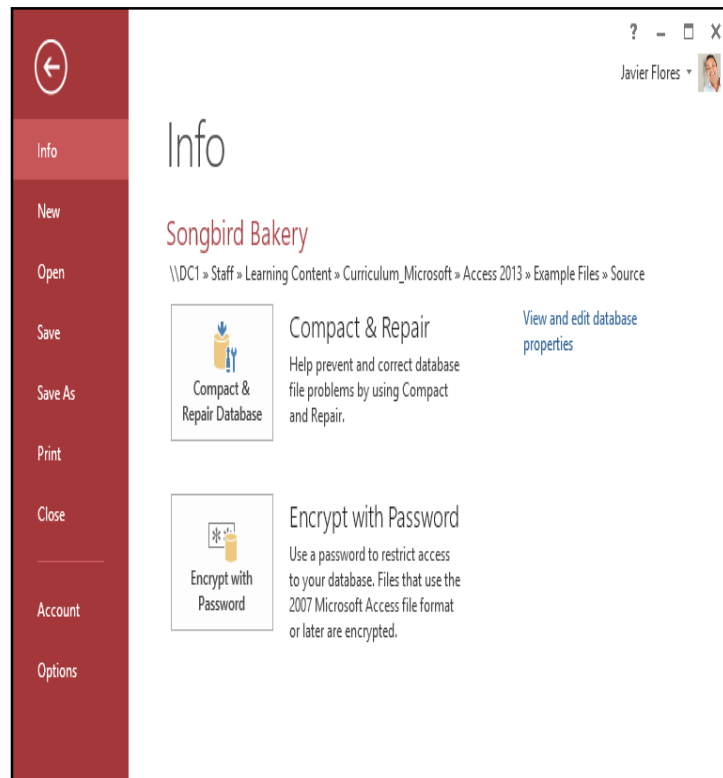 ? – □ X
Javier Flores
Info
New
Open
Save
Save As
Print
Close
Account
Options
Info
Songbird Bakery
\\DC1 » Staff » Learning Content » Curriculum_Microsoft » Access 2013 » Example Files » Source
Compact &
Repair Database
Compact & Repair
Help prevent and correct database
file problems by using Compact
and Repair.
View and edit database
properties
Encrypt with
Password
Encrypt with Password
Use a password to restrict access
to your database. Files that use the
2007 Microsoft Access file format
or later are encrypted.